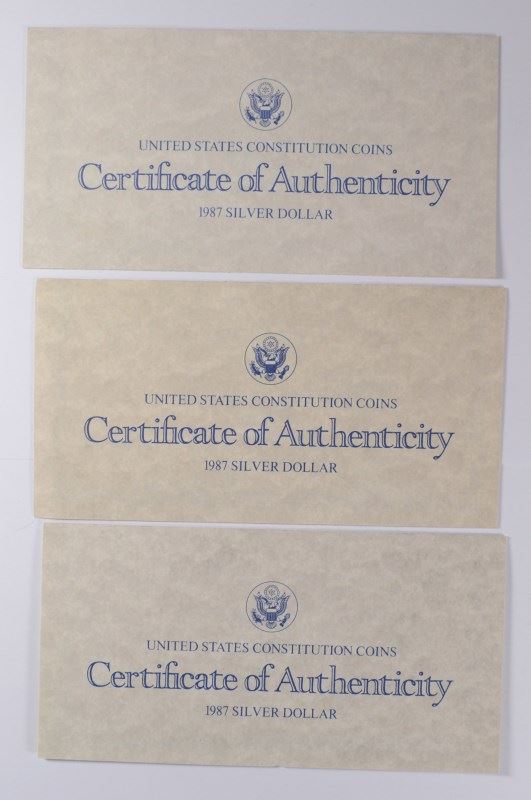 UNITED STATES CONSTITUTION COINS
Certificate of Authenticity
1987 SILVER DOLLAR
UNITED STATES CONSTITUTION COINS
Certificate of Authenticity
1987 SILVER DOLLAR
UNITED STATES CONSTITUTION COINS
Certificate of Authenticity
1987 SILVER DOLLAR